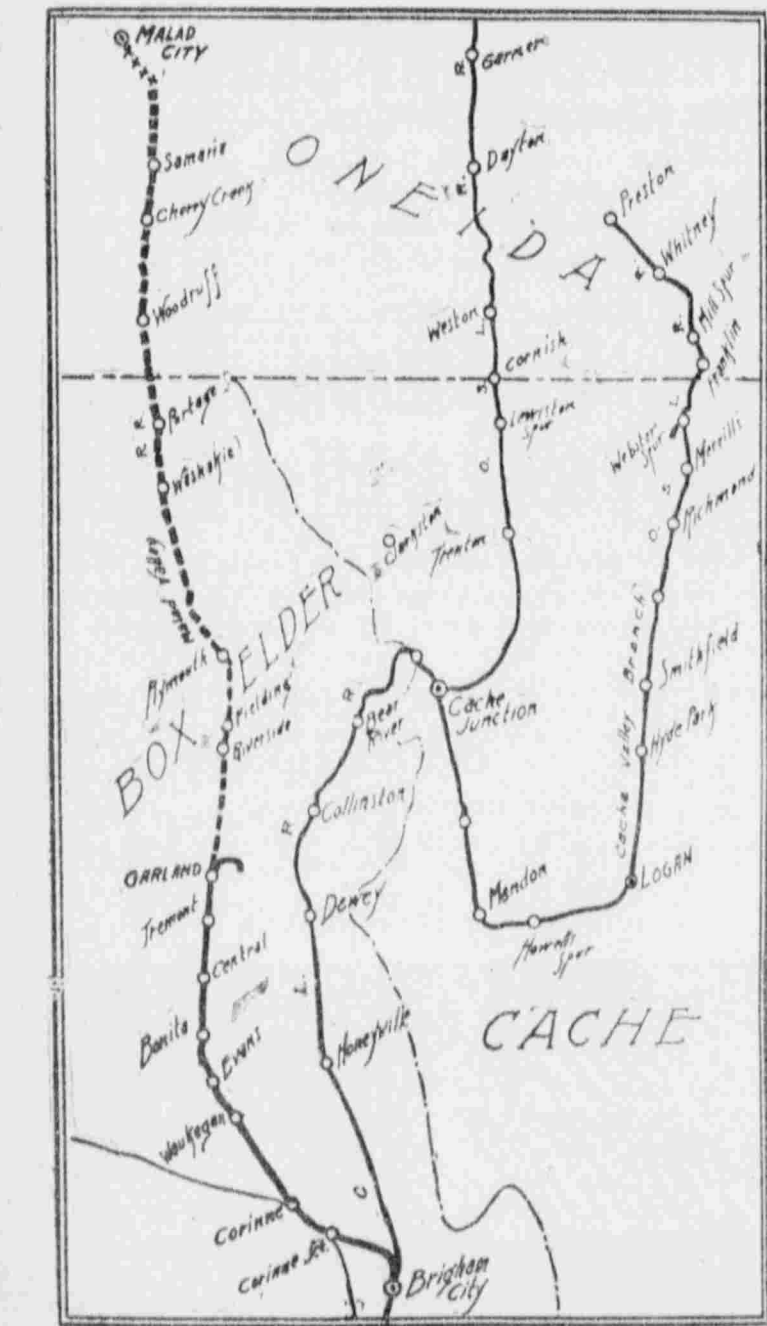 MALAD
CITY
Samaria
Cherry Creek
Woodruff
Portage
R R
Washakie
Malad Valley
Plymouth
Fielding
Riverside
GARLAND
Tremont
Central
Bonita
Evans
Waukegan
Corinne
Corinne Jct.
Brigham
City
ONEIDA
BOX ELDER
CACHE
R
Dayton
R
Weston
L
Cornish
S
Lewiston
Spur
O
Trenton
Cache
Junction
R
Bear
River
R
Collinston
Dewey
L
Honeyville
C
Mendon
Spur
LOGAN
Cache Valley Branch
Hyde Park
Smithfield
O
Richmond
S
Merrills
Webster
Spur
L
Franklin
Mill Spur
R
R
Whitney
Preston